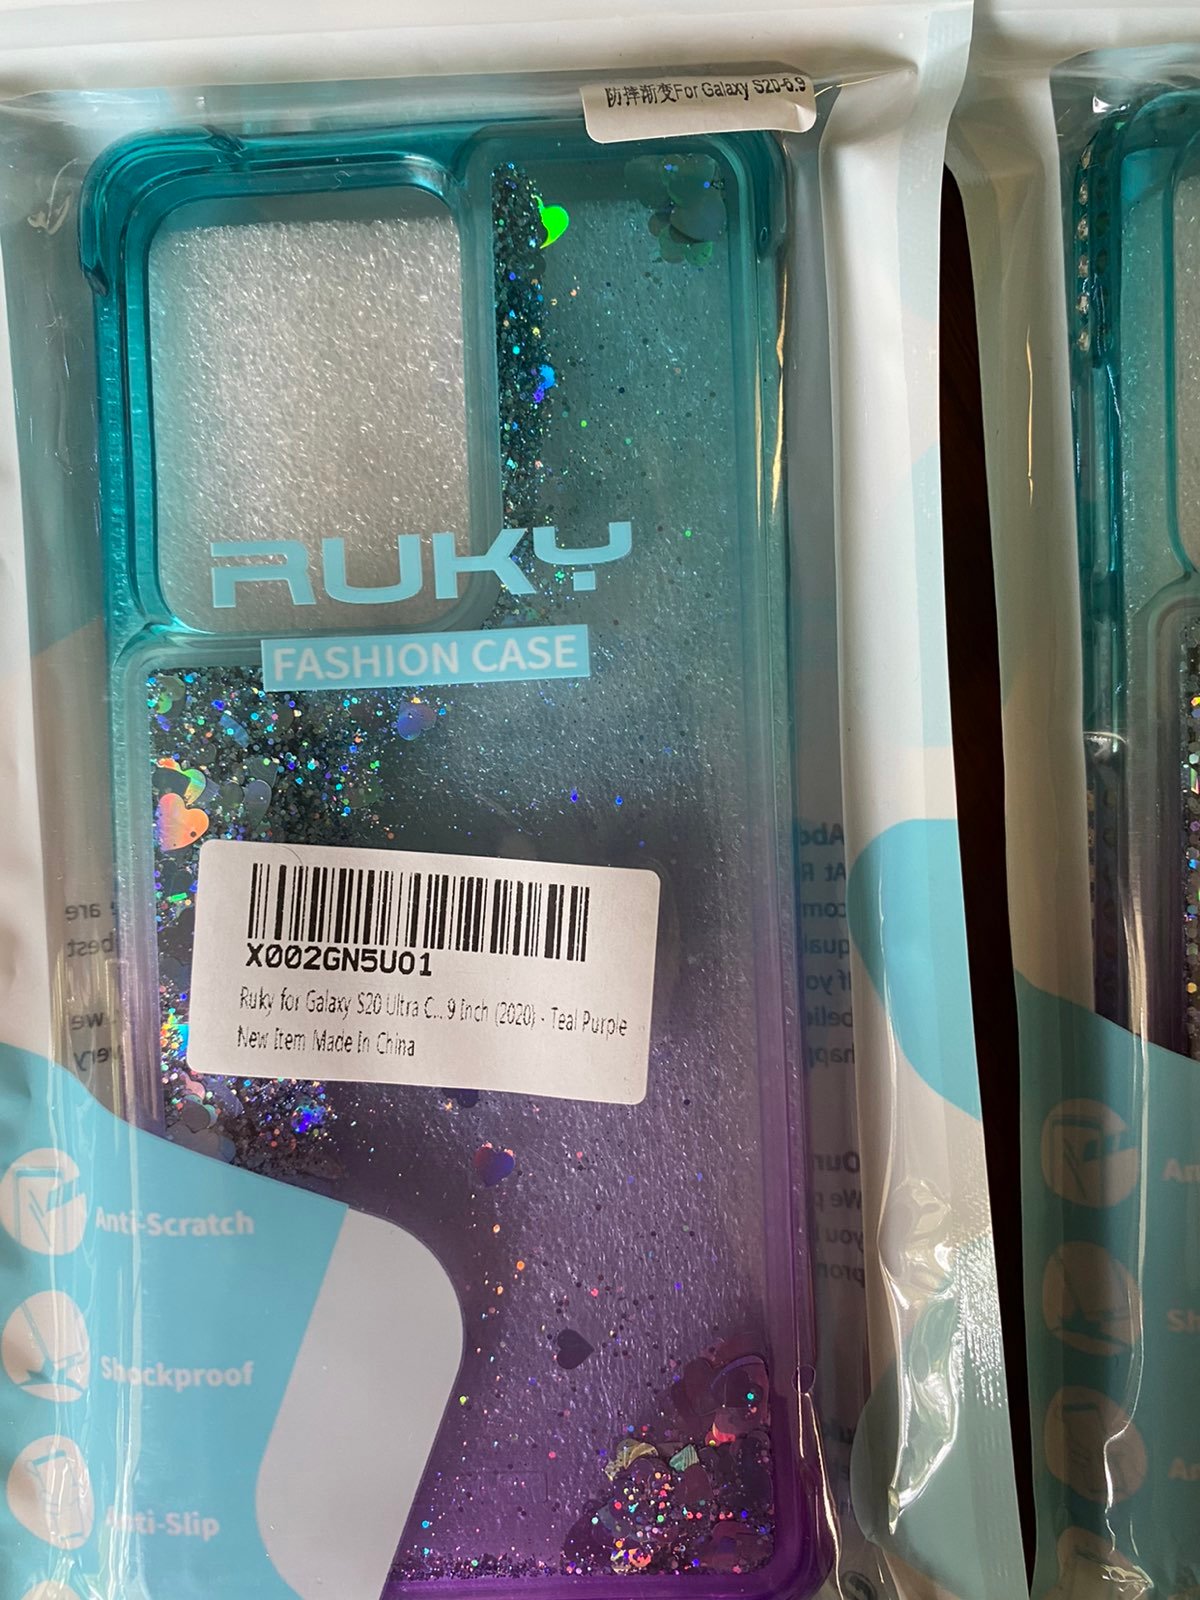 防摔渐变For Galaxy S20-6.9
RUKY
FASHION CASE
X002GN5U01
Ruky for Galaxy S20 Ultra C... 9 Inch (2020) - Teal Purple
New Item Made In China
Anti-Scratch
Shockproof
Anti-Slip